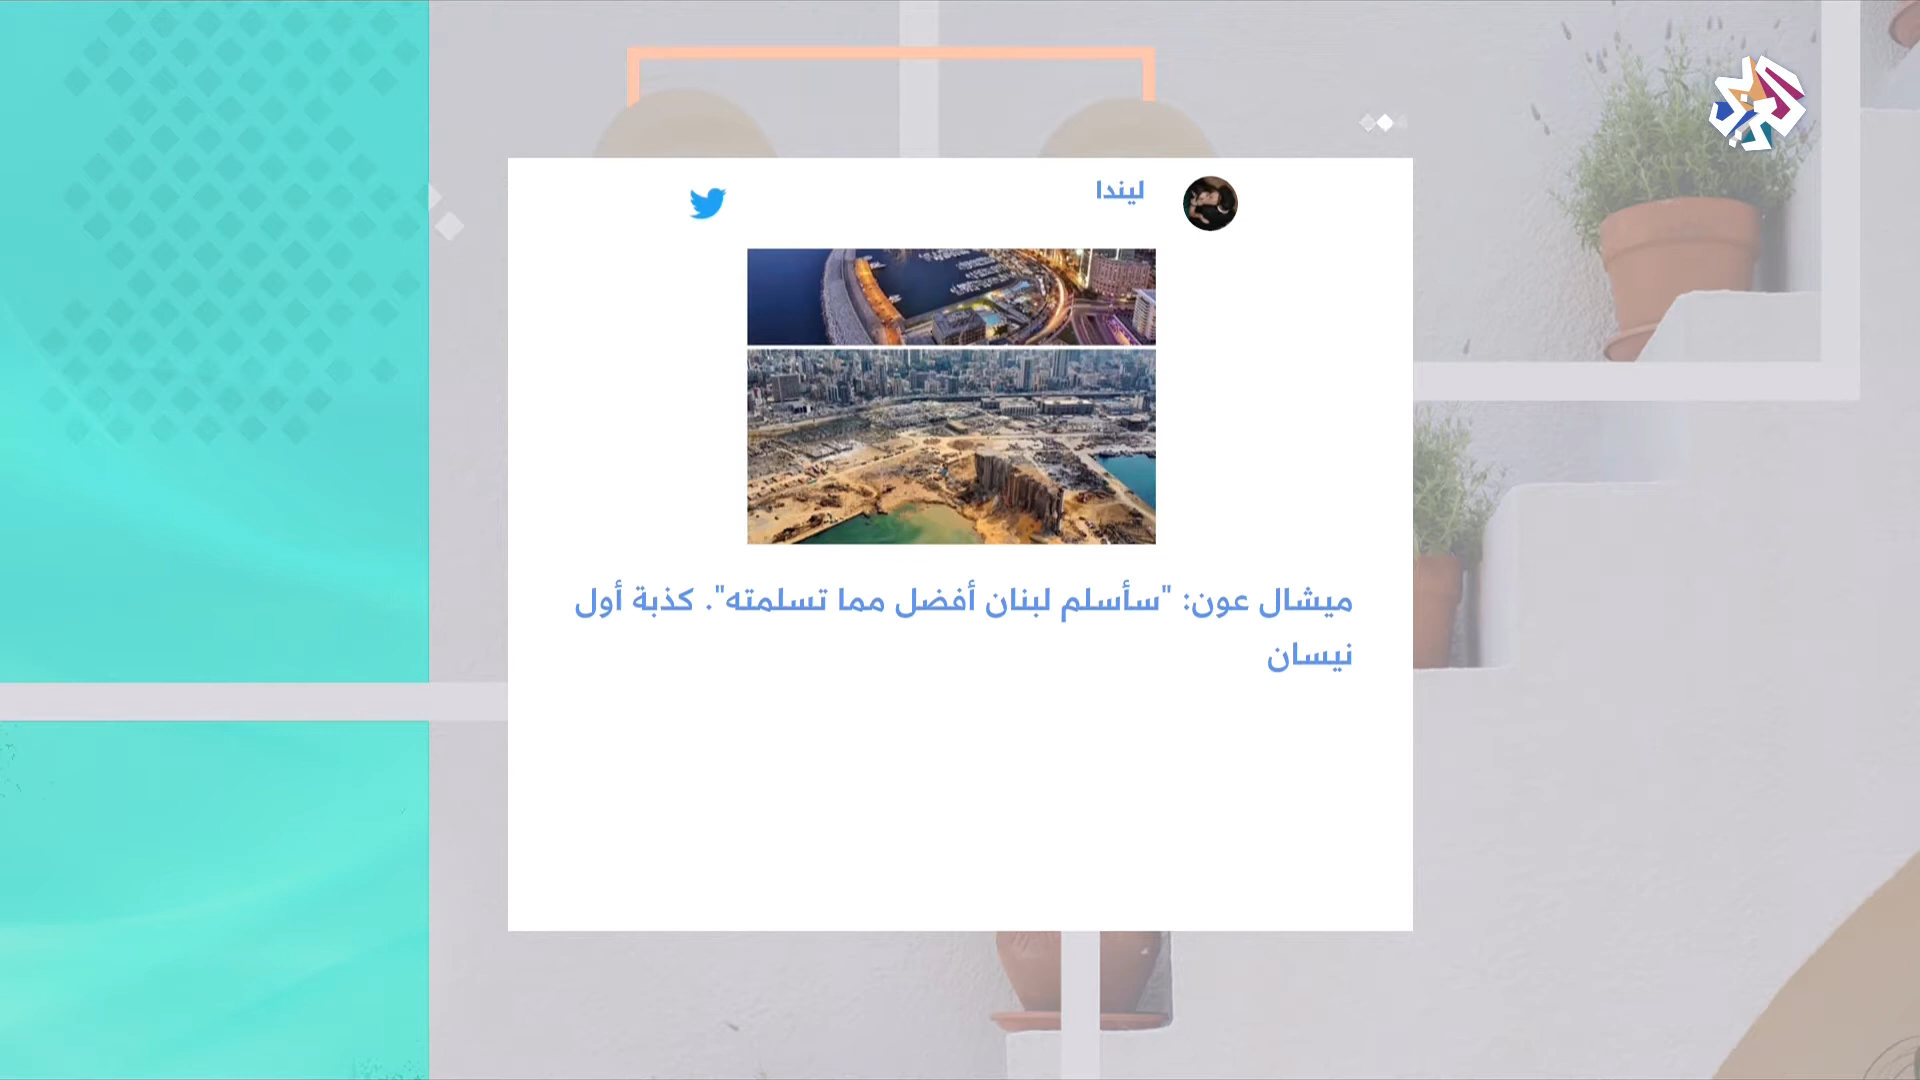 ليندا
ميشال عون: "سأسلم لبنان أفضل مما تسلمته". كذبة أول
نيسان